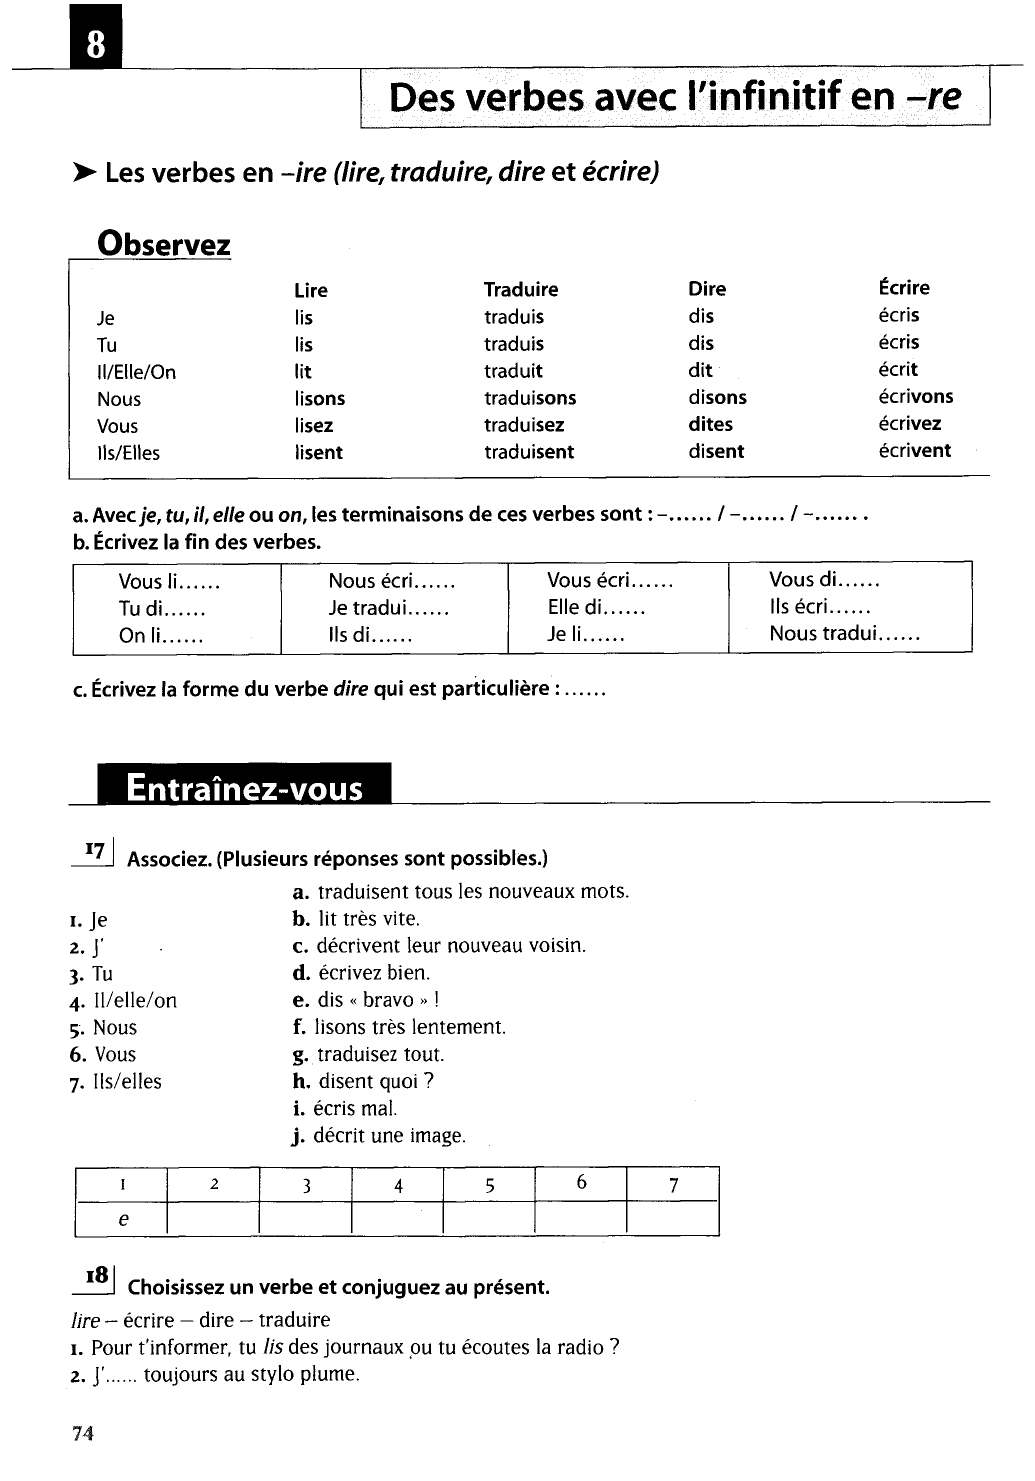 8
Des verbes avec l'infinitif en –re
➤ Les verbes en –ire (lire, traduire, dire et écrire)
Observez
Lire Traduire Dire Écrire
Je lis traduis dis écris
Tu lis traduis dis écris
Il/Elle/On lit traduit dit écrit
Nous lisons traduisons disons écrivons
Vous lisez traduisez dites écrivez
Ils/Elles lisent traduisent disent écrivent
a. Avec je, tu, il, elle ou on, les terminaisons de ces verbes sont : –...... / –...... / –...... .
b. Écrivez la fin des verbes.
Vous li...... Nous écri...... Vous écri...... Vous di......
Tu di...... Je tradui...... Elle di...... Ils écri......
On li...... Ils di...... Je li...... Nous tradui......
c. Écrivez la forme du verbe dire qui est particulière : ......
Entraînez-vous
17 Associez. (Plusieurs réponses sont possibles.)
a. traduisent tous les nouveaux mots.
1. Je b. lit très vite.
2. J' c. décrivent leur nouveau voisin.
3. Tu d. écrivez bien.
4. Il/elle/on e. dis « bravo » !
5. Nous f. lisons très lentement.
6. Vous g. traduisez tout.
7. Ils/elles h. disent quoi ?
i. écris mal.
j. décrit une image.
1 2 3 4 5 6 7
e
18 Choisissez un verbe et conjuguez au présent.
lire – écrire – dire – traduire
1. Pour t'informer, tu lis des journaux ou tu écoutes la radio ?
2. J'...... toujours au stylo plume.
74